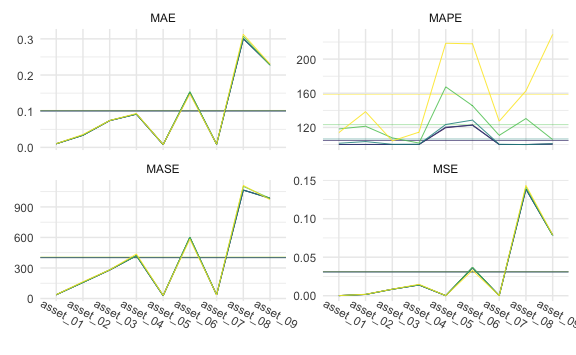 MAE
MAPE
0.3
0.2
0.1
0.0
200
160
120
MASE
MSE
900
600
300
0
0.15
0.10
0.05
0.00
asset_01
asset_02
asset_03
asset_04
asset_05
asset_06
asset_07
asset_08
asset_09
asset_01
asset_02
asset_03
asset_04
asset_05
asset_06
asset_07
asset_08
asset_09